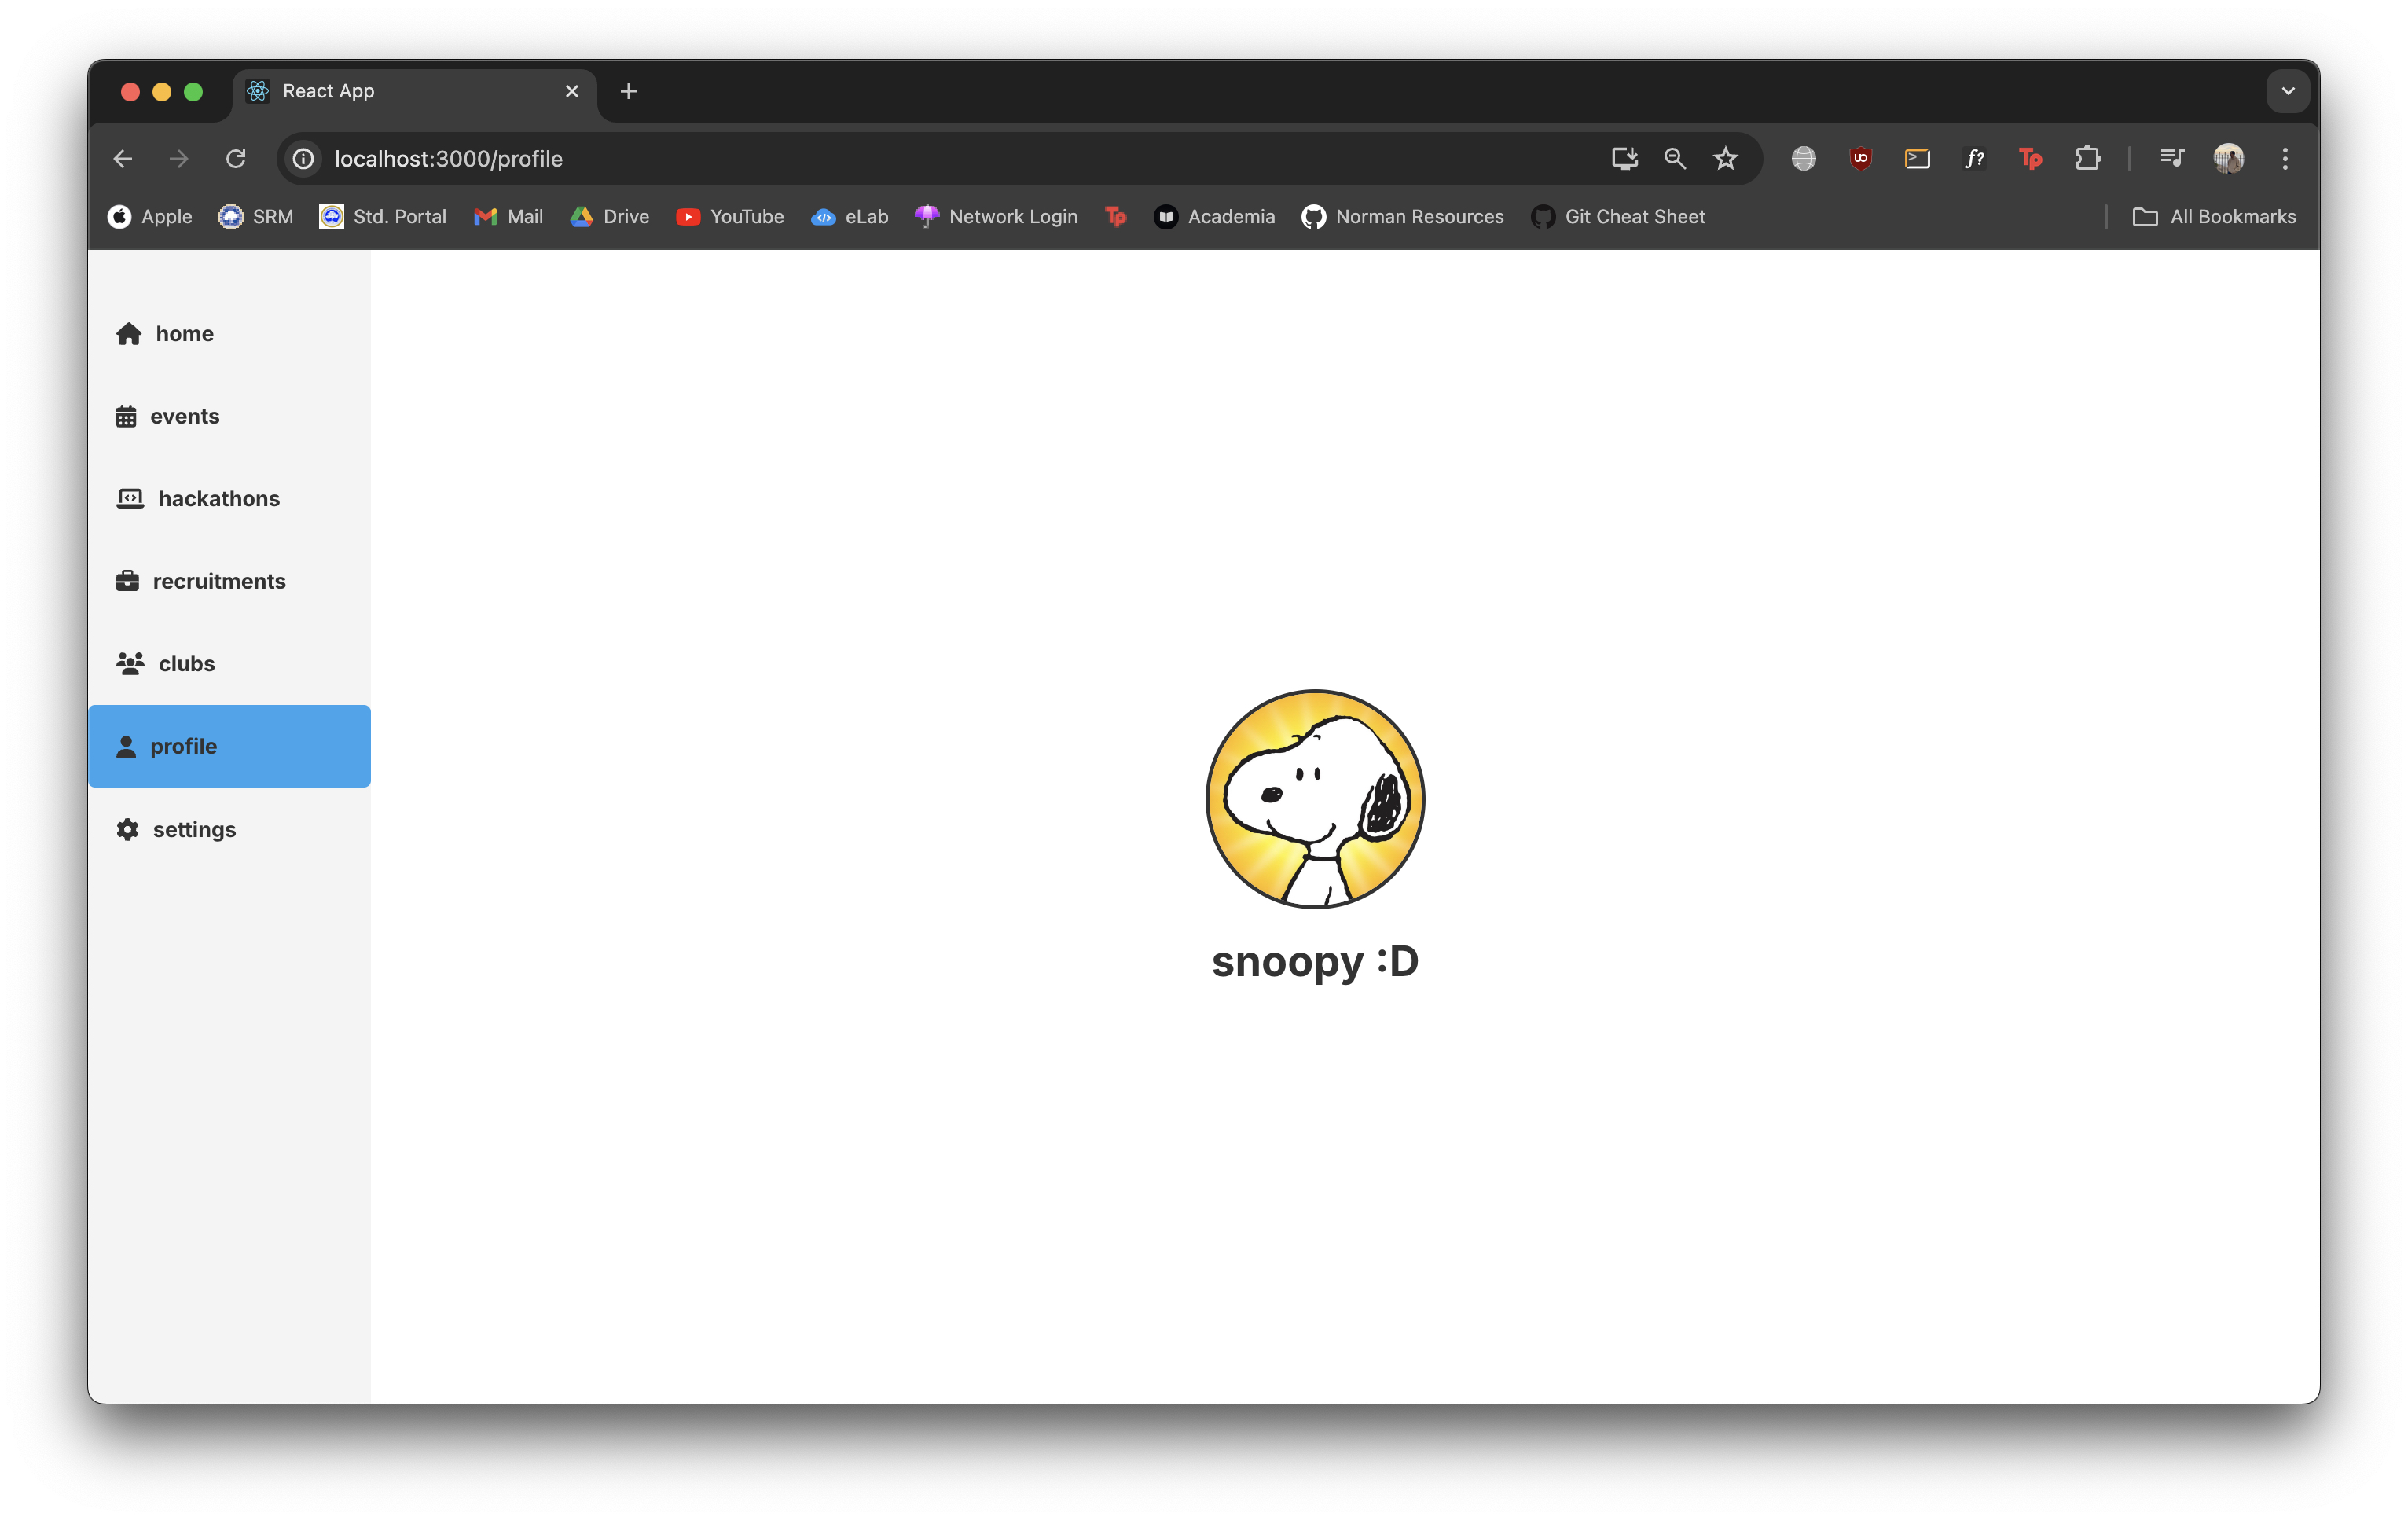 React App
localhost:3000/profile
Apple SRM Std. Portal Mail Drive YouTube eLab Network Login Tp Academia Norman Resources Git Cheat Sheet All Bookmarks
home
events
hackathons
recruitments
clubs
profile
settings
snoopy :D